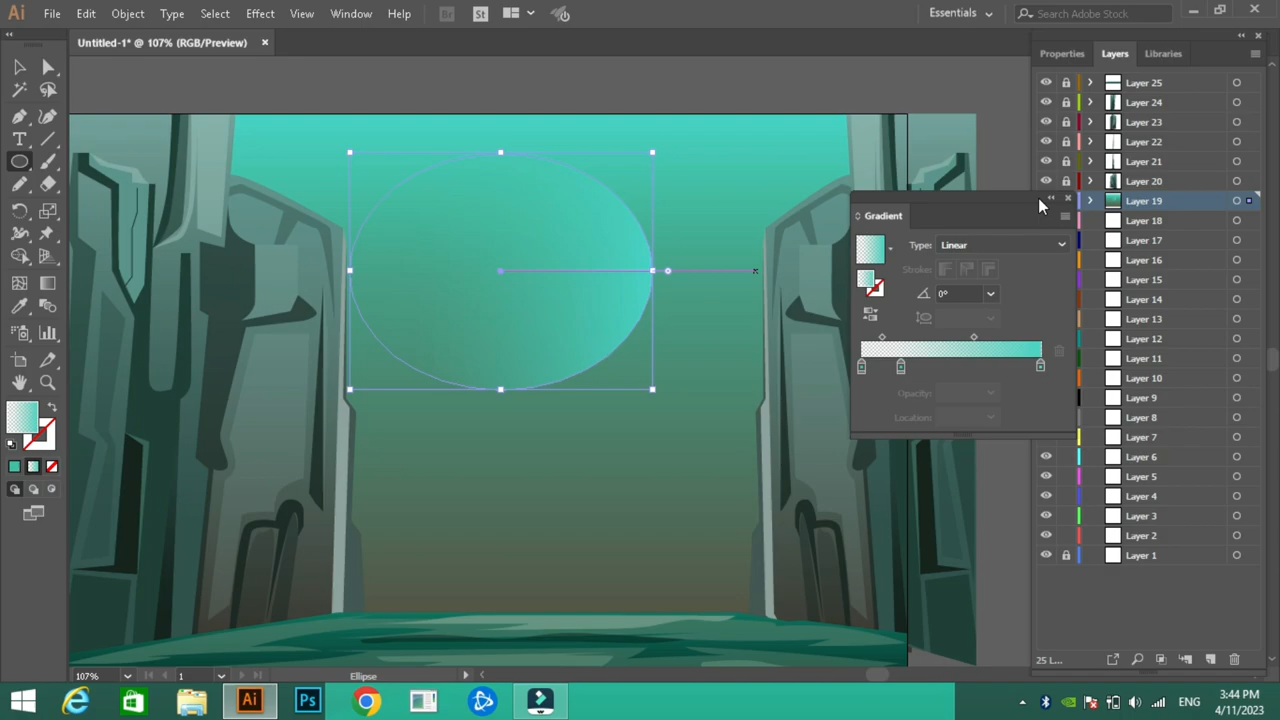 Ai File Edit Object Type Select Effect View Window Help Br St Essentials Search Adobe Stock
Untitled-1* @ 107% (RGB/Preview)
Properties Layers Libraries
Layer 25
Layer 24
Layer 23
Layer 22
Layer 21
Layer 20
Layer 19
Layer 18
Layer 17
Layer 16
Layer 15
Layer 14
Layer 13
Layer 12
Layer 11
Layer 10
Layer 9
Layer 8
Layer 7
Layer 6
Layer 5
Layer 4
Layer 3
Layer 2
Layer 1
Gradient
Type: Linear
Stroke:
0°
Opacity:
Location:
107% 1 Ellipse
25 L...
Ai Ps ENG
3:44 PM
4/11/2023